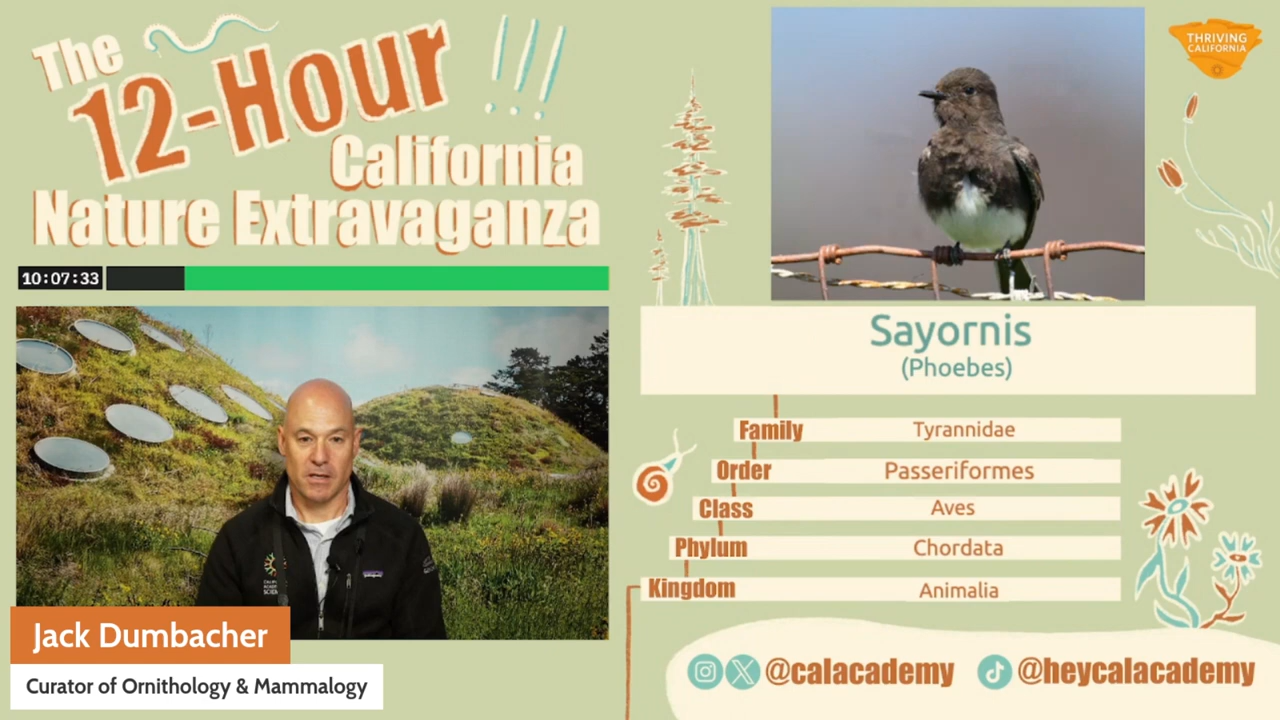 The
12-Hour
!!!
California
Nature Extravaganza
10:07:33
Jack Dumbacher
Curator of Ornithology & Mammalogy
THRIVING
CALIFORNIA
Sayornis
(Phoebes)
Family Tyrannidae
Order Passeriformes
Class Aves
Phylum Chordata
Kingdom Animalia
@calacademy @heycalacademy